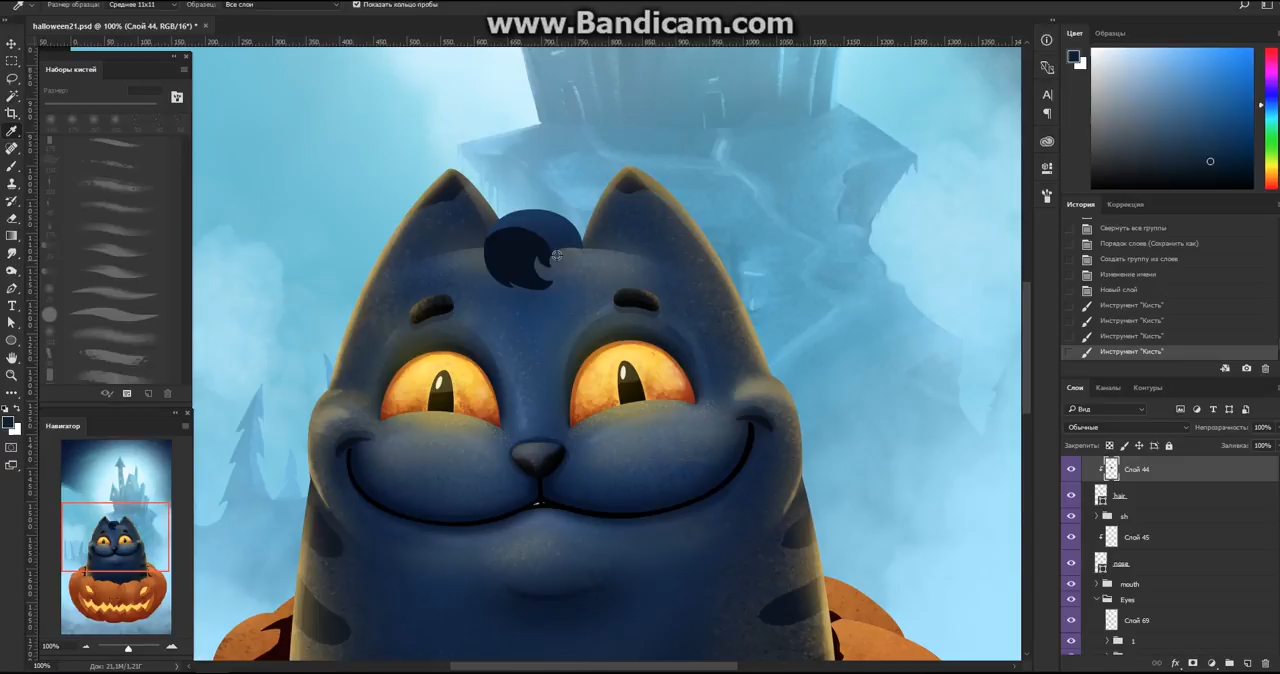 Размер образца:
Среднее 11x11
Образец:
Все слои
Показать кольцо пробы
www.Bandicam.com
halloween21.psd @ 100% (Слой 44, RGB/16*) *
Наборы кистей
Размер:
Навигатор
100%
100%
Док: 21,1M/1,21Г
Цвет
Образцы
История
Коррекция
Свернуть все группы
Порядок слоев (Сохранить как)
Создать группу из слоев
Изменение имени
Новый слой
Инструмент "Кисть"
Инструмент "Кисть"
Инструмент "Кисть"
Инструмент "Кисть"
Слои
Каналы
Контуры
Вид
Обычные
Непрозрачность: 100%
Закрепить:
Заливка: 100%
Слой 44
hair
sh
Слой 45
nose
mouth
Eyes
Слой 69
1